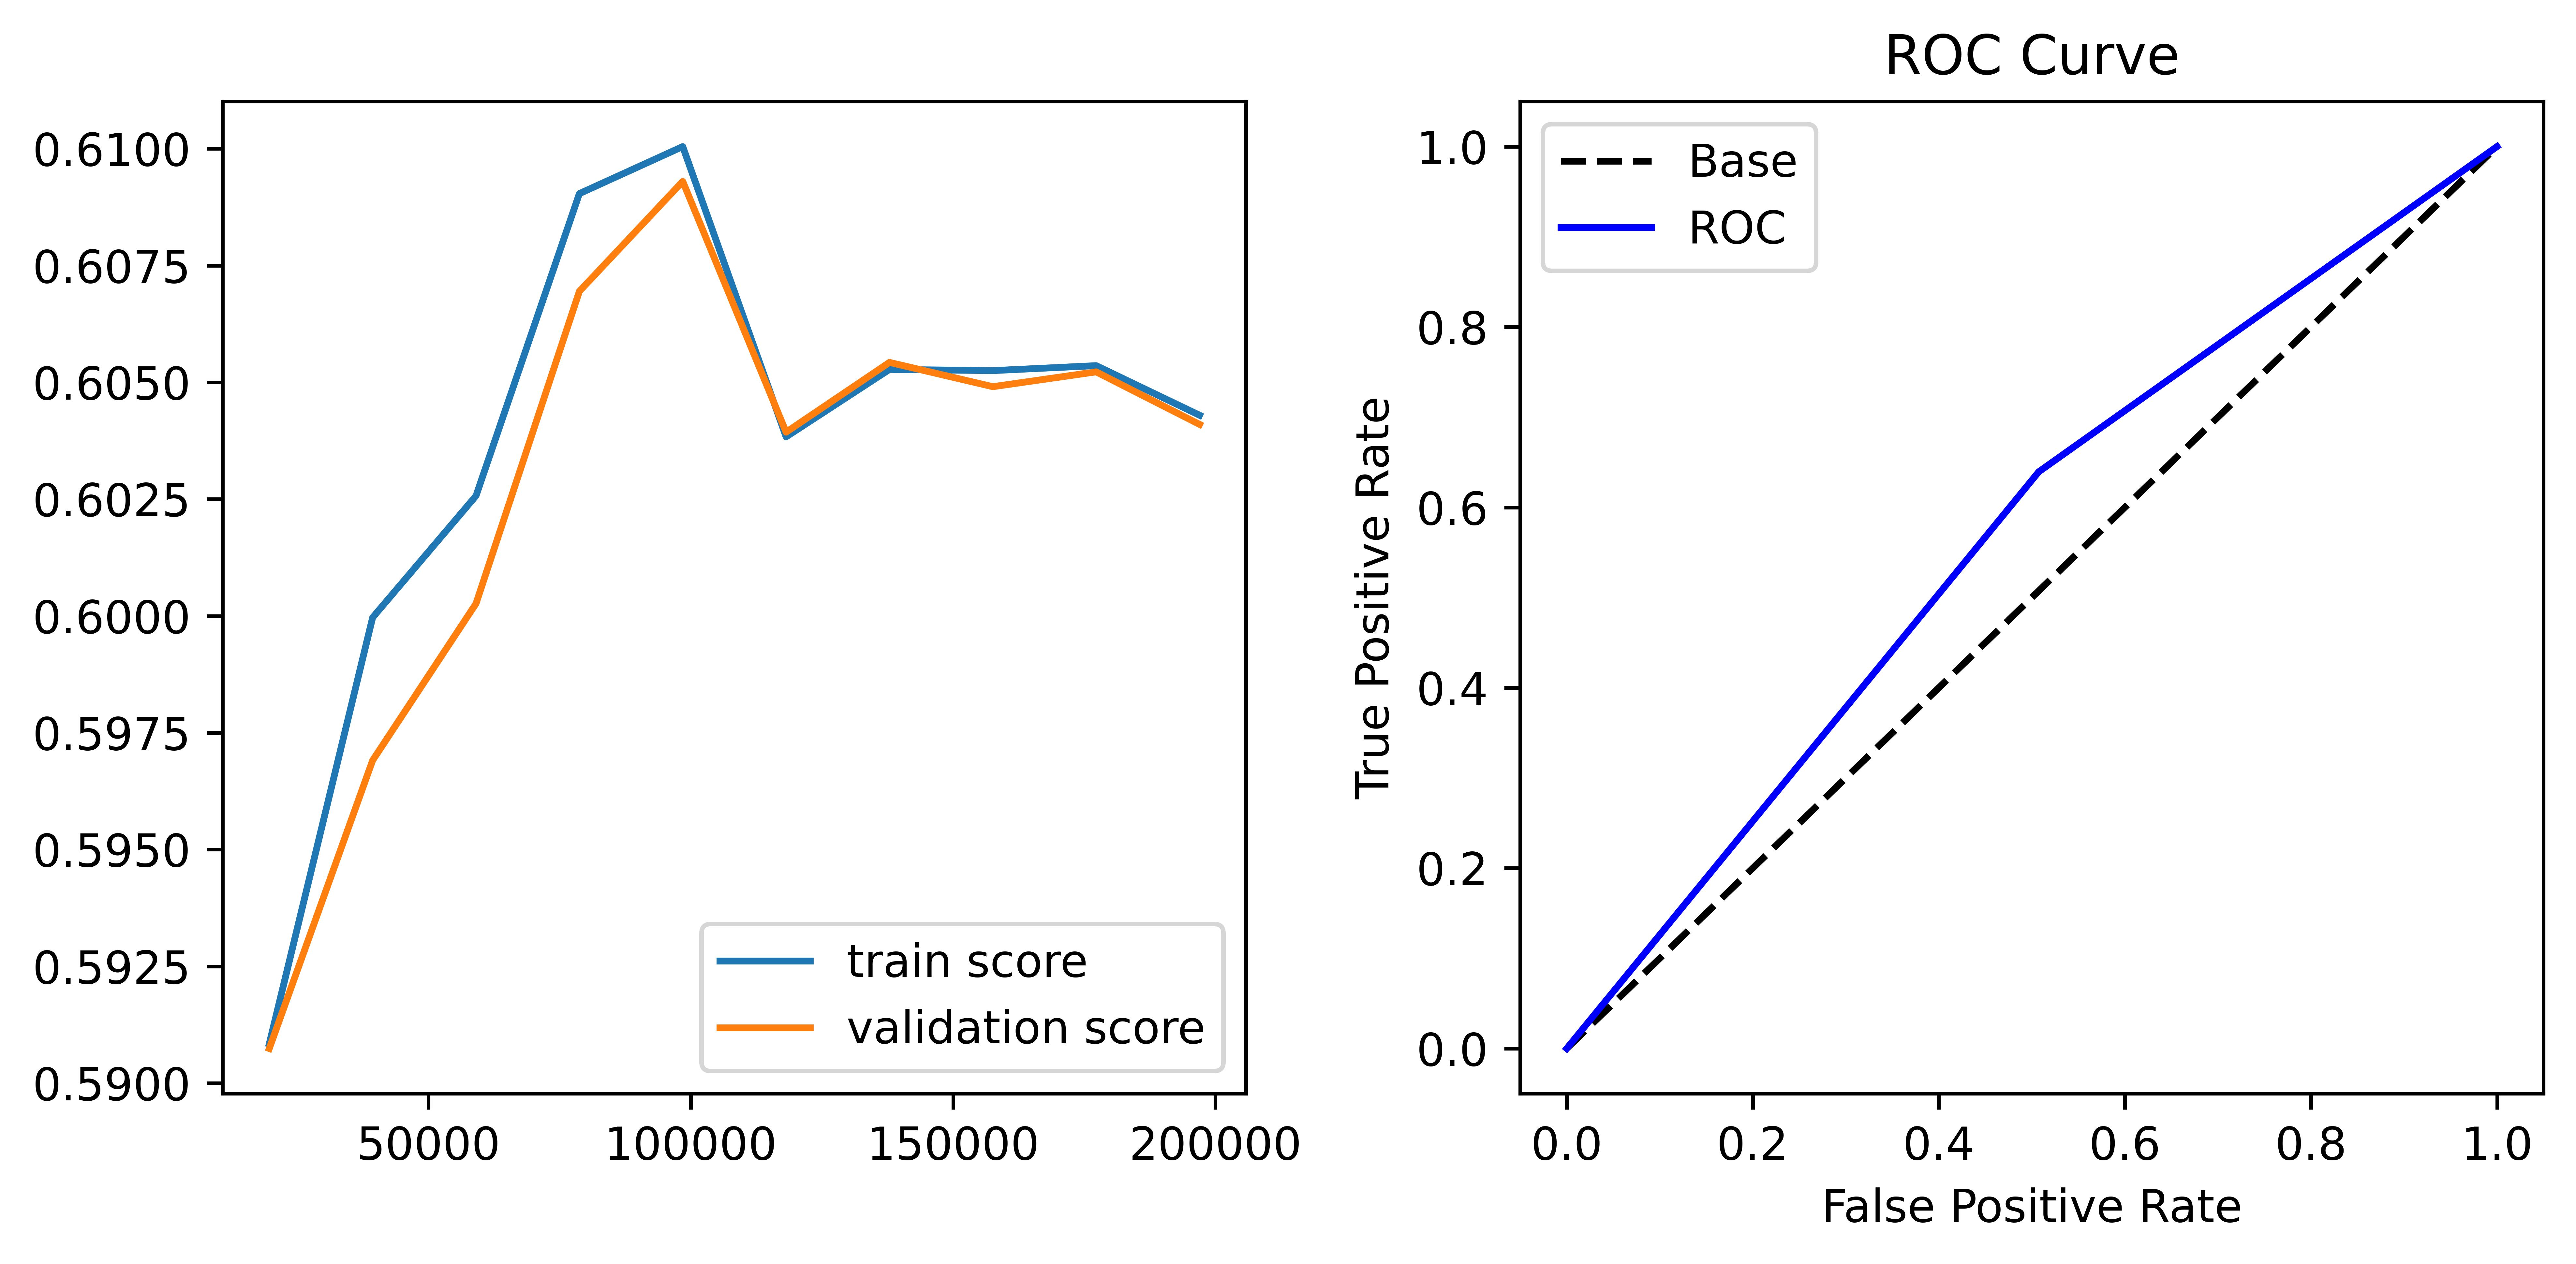 0.6100
0.6075
0.6050
0.6025
0.6000
0.5975
0.5950
0.5925
0.5900
50000 100000 150000 200000
train score
validation score
ROC Curve
Base
ROC
True Positive Rate
1.0
0.8
0.6
0.4
0.2
0.0
0.0 0.2 0.4 0.6 0.8 1.0
False Positive Rate